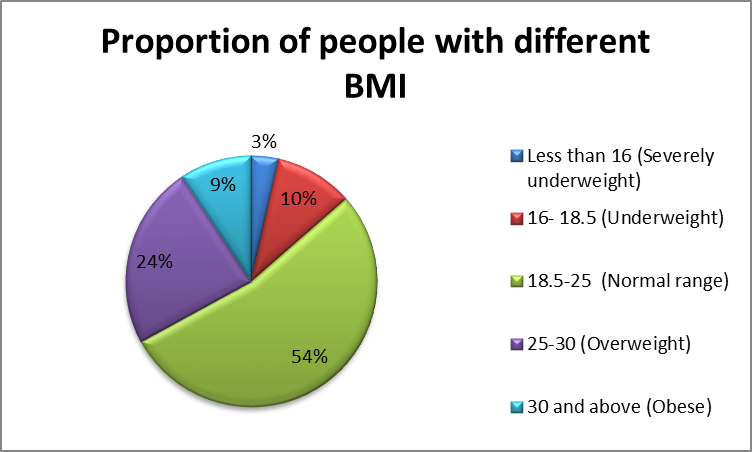 Proportion of people with different
BMI
3%
10%
54%
24%
9%
Less than 16 (Severely
underweight)
16- 18.5 (Underweight)
18.5-25  (Normal range)
25-30 (Overweight)
30 and above (Obese)